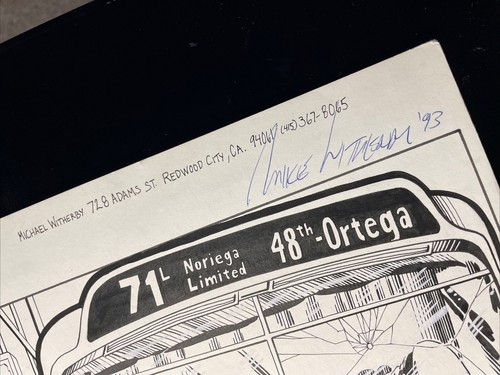 MICHAEL WITHERBY 728 ADAMS ST. REDWOOD CITY, CA. 94061 (415) 367-8065
MIKE WITHERBY '93
71L Noriega Limited 48th-Ortega